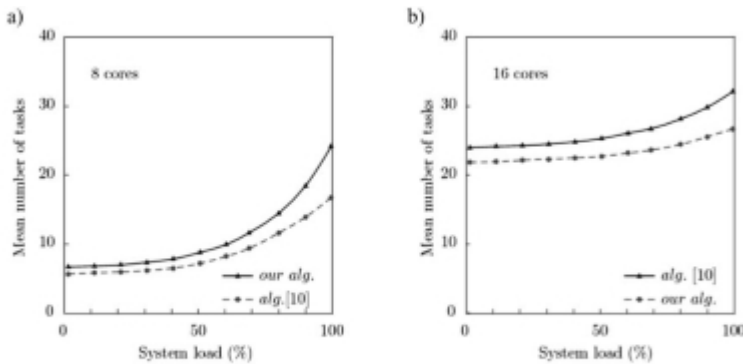 a)
Mean number of tasks
40
30
20
10
0
8 cores
our alg.
alg.[10]
0
50
100
System load (%)
b)
Mean number of tasks
40
30
20
10
0
16 cores
alg. [10]
our alg.
0
50
100
System load (%)